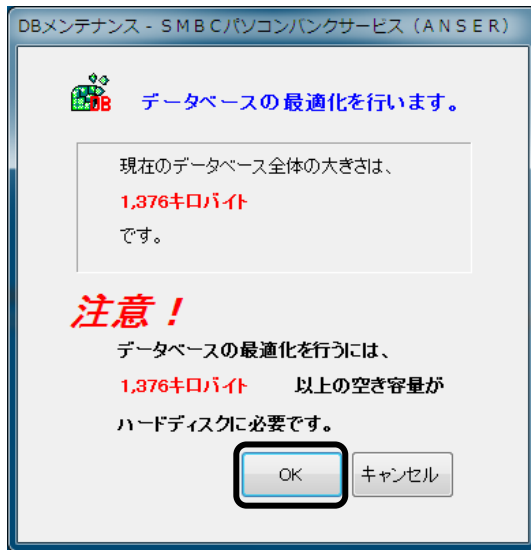 DBメンテナンス - ＳＭＢＣパソコンバンクサービス（ＡＮＳＥＲ）
DB
データベースの最適化を行います。
現在のデータベース全体の大きさは、
1,376キロバイト
です。
注意！
データベースの最適化を行うには、
1,376キロバイト 以上の空き容量が
ハードディスクに必要です。
OK キャンセル